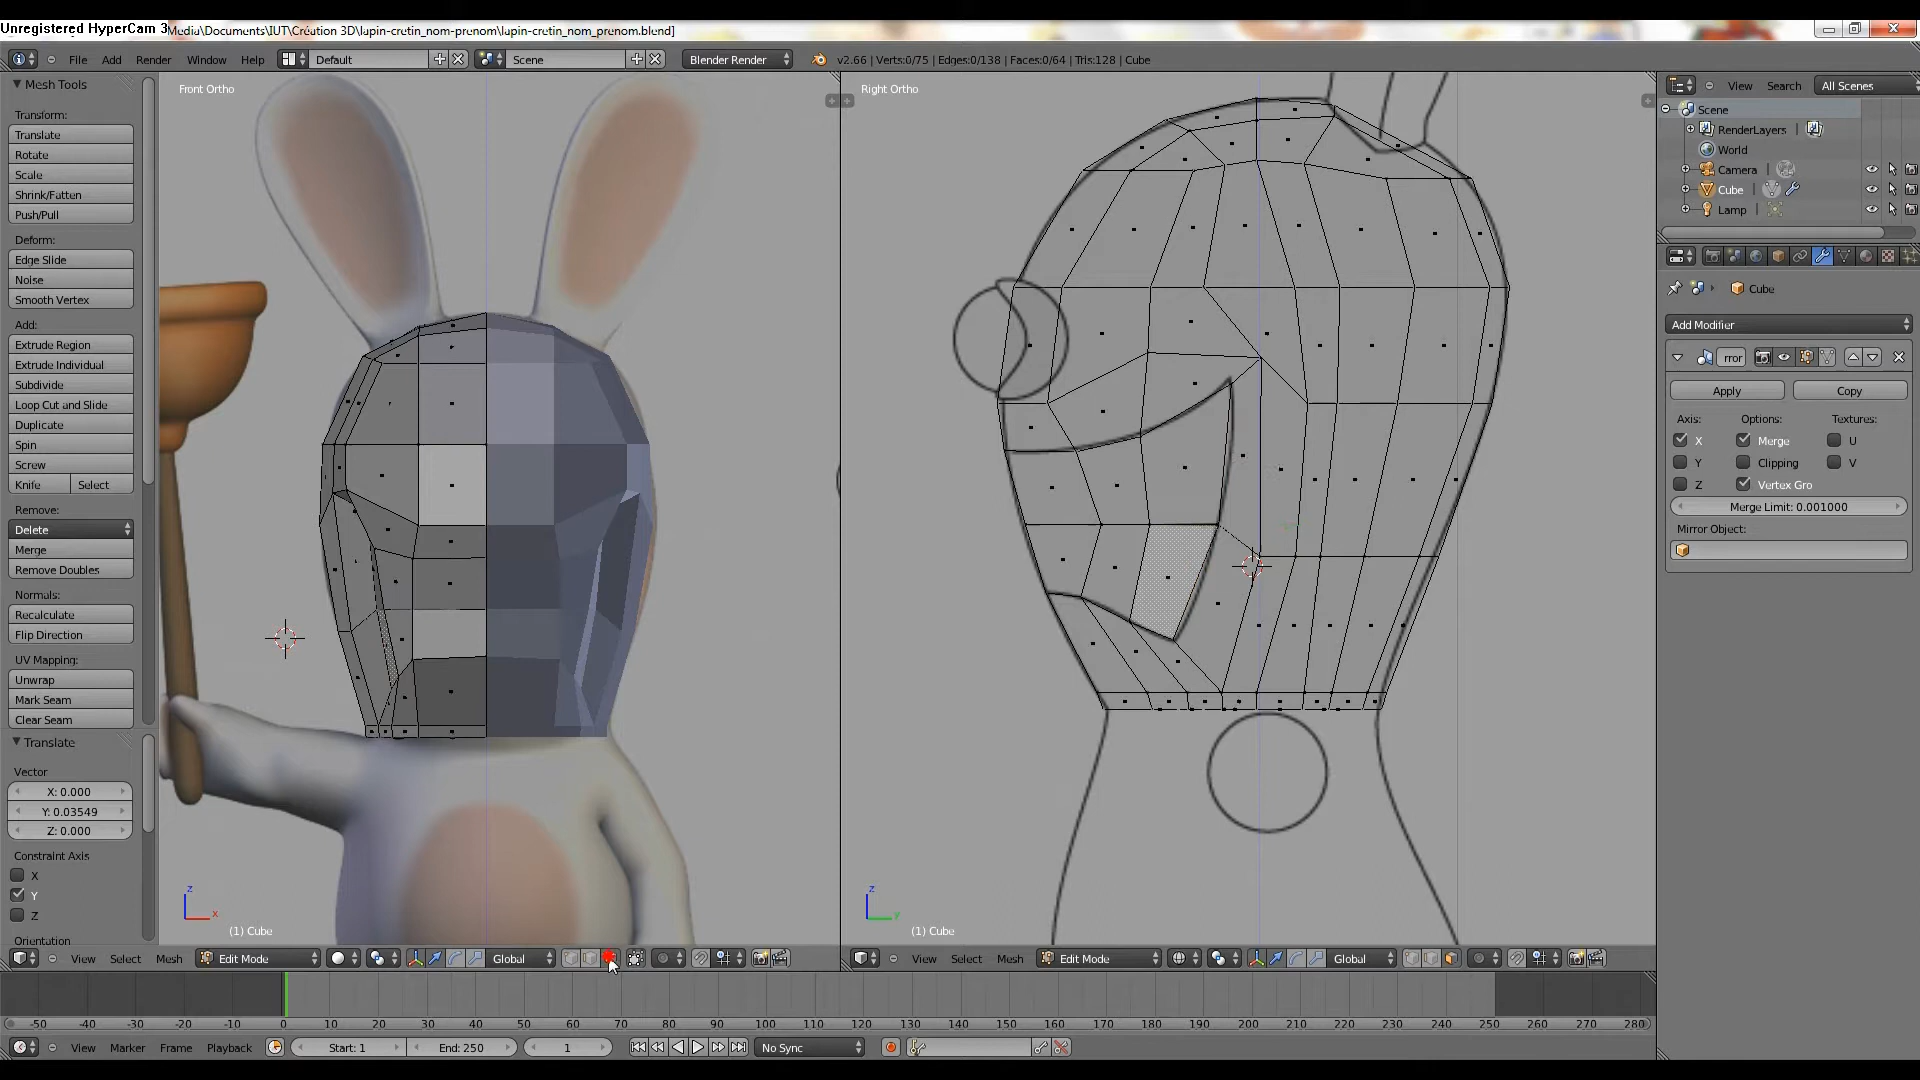 Unregistered HyperCam 3
Media\Documents\IUT\Création 3D\lapin-cretin_nom-prenom\lapin-cretin_nom_prenom.blend]
File Add Render Window Help Default Scene Blender Render v2.66 | Verts:0/75 | Edges:0/138 | Faces:0/64 | Tris:128 | Cube
Mesh Tools
Transform:
Translate
Rotate
Scale
Shrink/Fatten
Push/Pull
Deform:
Edge Slide
Noise
Smooth Vertex
Add:
Extrude Region
Extrude Individual
Subdivide
Loop Cut and Slide
Duplicate
Spin
Screw
Knife Select
Remove:
Delete
Merge
Remove Doubles
Normals:
Recalculate
Flip Direction
UV Mapping:
Unwrap
Mark Seam
Clear Seam
Translate
Vector
X: 0.000
Y: 0.03549
Z: 0.000
Constraint Axis
X
Y
Z
Orientation
Front Ortho
z
x
(1) Cube
View Select Mesh Edit Mode Global
Right Ortho
z
y
(1) Cube
View Select Mesh Edit Mode Global
View Search All Scenes
Scene
RenderLayers
World
Camera
Cube
Lamp
Cube
Add Modifier
rror
Apply Copy
Axis: Options: Textures:
X Merge U
Y Clipping V
Z Vertex Gro
Merge Limit: 0.001000
Mirror Object:
-50 -40 -30 -20 -10 0 10 20 30 40 50 60 70 80 90 100 110 120 130 140 150 160 170 180 190 200 210 220 230 240 250 260 270 280
View Marker Frame Playback Start: 1 End: 250 1 No Sync